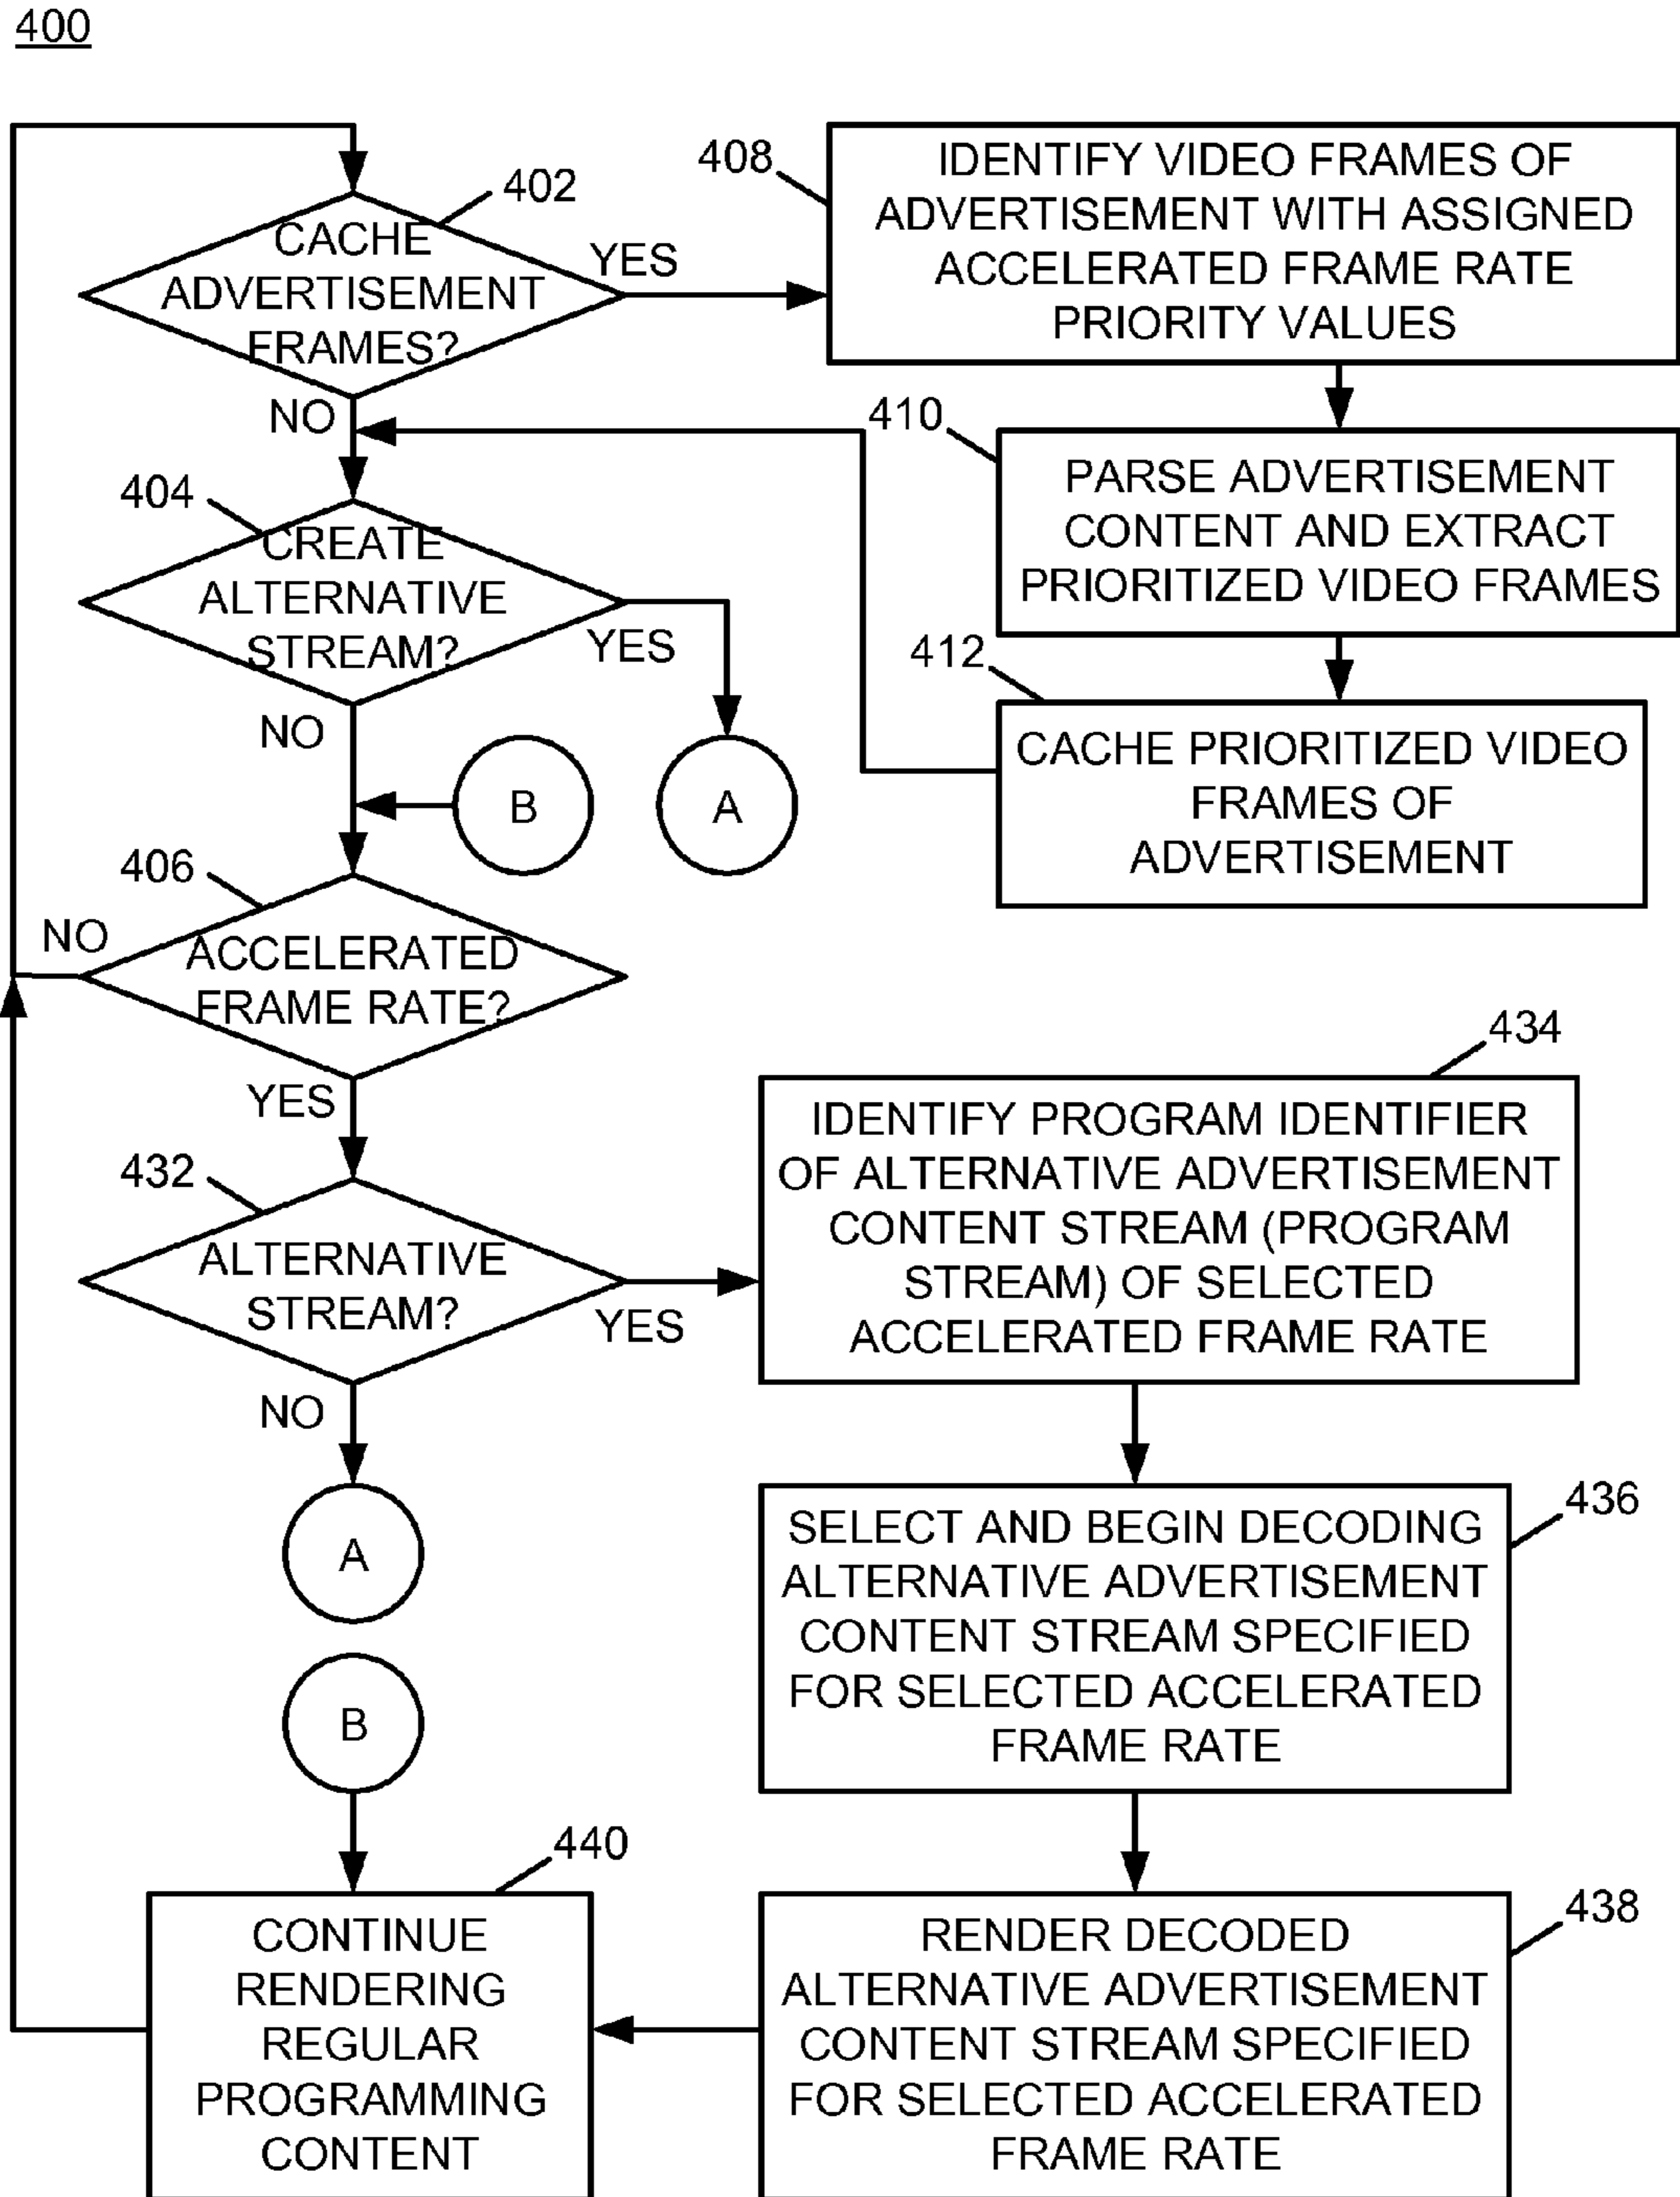 400
402
CACHE
ADVERTISEMENT
FRAMES?
YES
NO
408
IDENTIFY VIDEO FRAMES OF
ADVERTISEMENT WITH ASSIGNED
ACCELERATED FRAME RATE
PRIORITY VALUES
410
PARSE ADVERTISEMENT
CONTENT AND EXTRACT
PRIORITIZED VIDEO FRAMES
412
CACHE PRIORITIZED VIDEO
FRAMES OF
ADVERTISEMENT
404
CREATE
ALTERNATIVE
STREAM?
YES
NO
B
A
406
ACCELERATED
FRAME RATE?
NO
YES
432
ALTERNATIVE
STREAM?
YES
NO
A
434
IDENTIFY PROGRAM IDENTIFIER
OF ALTERNATIVE ADVERTISEMENT
CONTENT STREAM (PROGRAM
STREAM) OF SELECTED
ACCELERATED FRAME RATE
436
SELECT AND BEGIN DECODING
ALTERNATIVE ADVERTISEMENT
CONTENT STREAM SPECIFIED
FOR SELECTED ACCELERATED
FRAME RATE
438
RENDER DECODED
ALTERNATIVE ADVERTISEMENT
CONTENT STREAM SPECIFIED
FOR SELECTED ACCELERATED
FRAME RATE
B
440
CONTINUE
RENDERING
REGULAR
PROGRAMMING
CONTENT